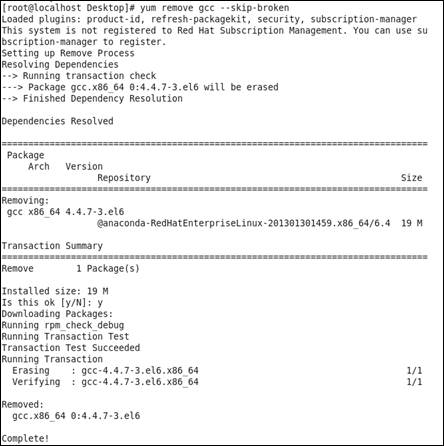 [root@localhost Desktop]# yum remove gcc --skip-broken
Loaded plugins: product-id, refresh-packagekit, security, subscription-manager
This system is not registered to Red Hat Subscription Management. You can use su
bscription-manager to register.
Setting up Remove Process
Resolving Dependencies
--> Running transaction check
---> Package gcc.x86_64 0:4.4.7-3.el6 will be erased
--> Finished Dependency Resolution

Dependencies Resolved

================================================================================
 Package
     Arch   Version
                  Repository                                               Size
================================================================================
Removing:
 gcc x86_64 4.4.7-3.el6
                  @anaconda-RedHatEnterpriseLinux-201301301459.x86_64/6.4  19 M

Transaction Summary
================================================================================
Remove        1 Package(s)

Installed size: 19 M
Is this ok [y/N]: y
Downloading Packages:
Running rpm_check_debug
Running Transaction Test
Transaction Test Succeeded
Running Transaction
  Erasing    : gcc-4.4.7-3.el6.x86_64                                       1/1
  Verifying  : gcc-4.4.7-3.el6.x86_64                                       1/1

Removed:
  gcc.x86_64 0:4.4.7-3.el6

Complete!